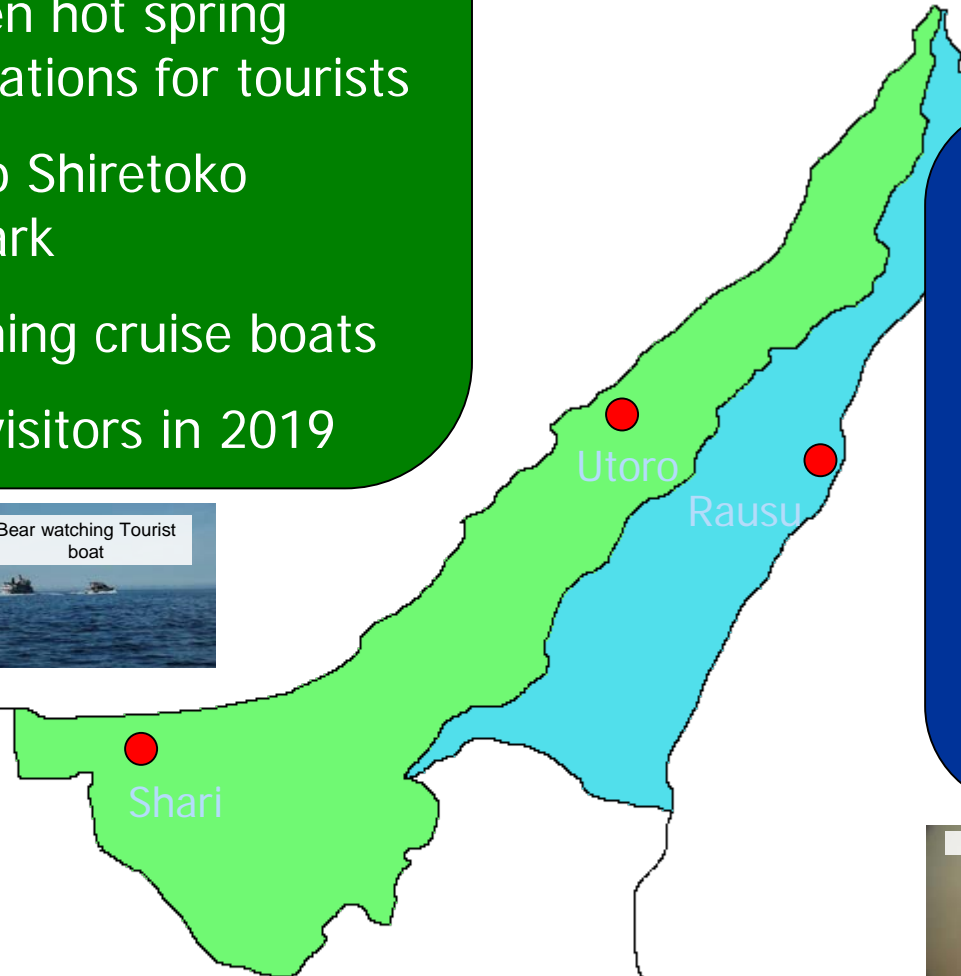 en hot spring
ations for tourists
o Shiretoko
ark
ning cruise boats
visitors in 2019
Bear watching Tourist
boat
Utoro
Rausu
Shari